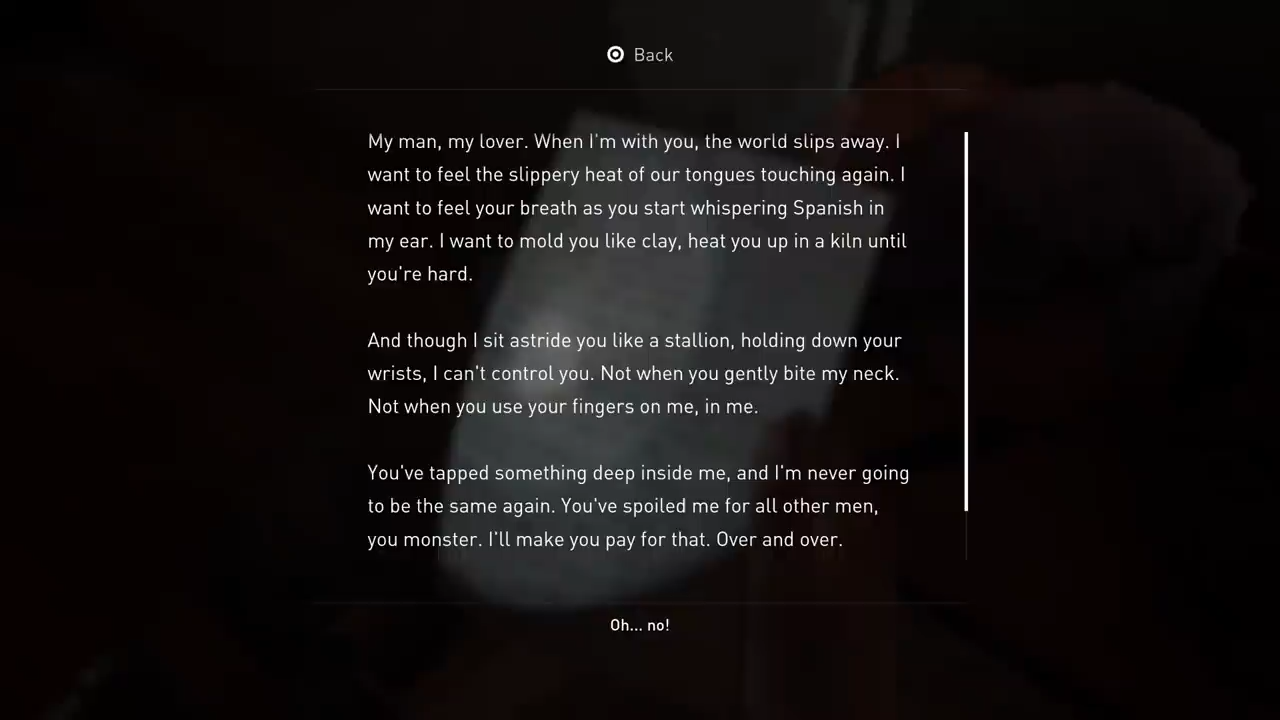 Back
My man, my lover. When I'm with you, the world slips away. I
want to feel the slippery heat of our tongues touching again. I
want to feel your breath as you start whispering Spanish in
my ear. I want to mold you like clay, heat you up in a kiln until
you're hard.
And though I sit astride you like a stallion, holding down your
wrists, I can't control you. Not when you gently bite my neck.
Not when you use your fingers on me, in me.
You've tapped something deep inside me, and I'm never going
to be the same again. You've spoiled me for all other men,
you monster. I'll make you pay for that. Over and over.
Oh... no!